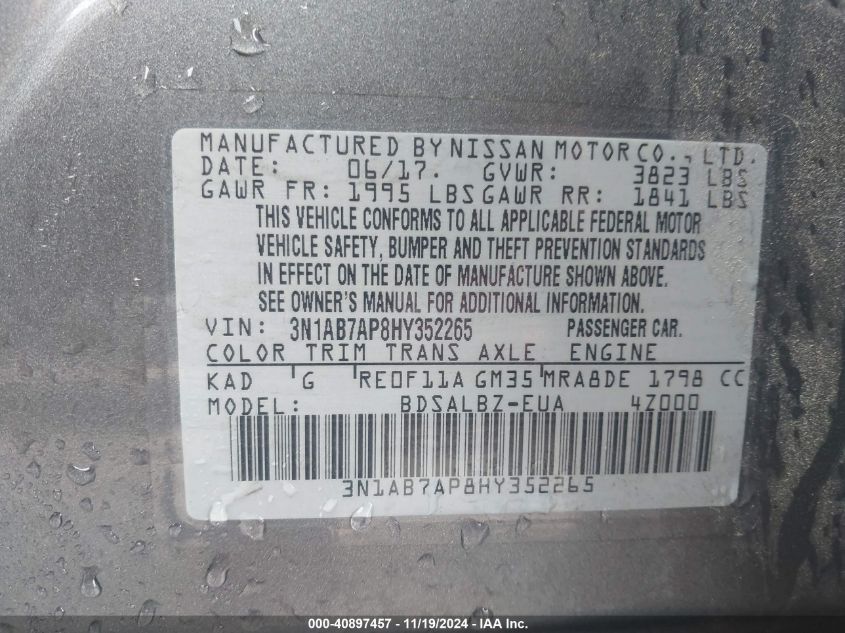 MANUFACTURED BY NISSAN MOTOR CO., LTD.
DATE: 06/17. GVWR: 3823 LBS
GAWR FR: 1995 LBS GAWR RR: 1841 LBS
THIS VEHICLE CONFORMS TO ALL APPLICABLE FEDERAL MOTOR
VEHICLE SAFETY, BUMPER AND THEFT PREVENTION STANDARDS
IN EFFECT ON THE DATE OF MANUFACTURE SHOWN ABOVE.
SEE OWNER'S MANUAL FOR ADDITIONAL INFORMATION.
VIN: 3N1AB7AP8HY352265 PASSENGER CAR.
COLOR TRIM TRANS AXLE ENGINE
KAD G RE0F11A GM35 MRA8DE 1798 CC
MODEL: BDSALBZ-EUA 4Z000
3N1AB7AP8HY352265
000-40897457 - 11/19/2024 - IAA Inc.